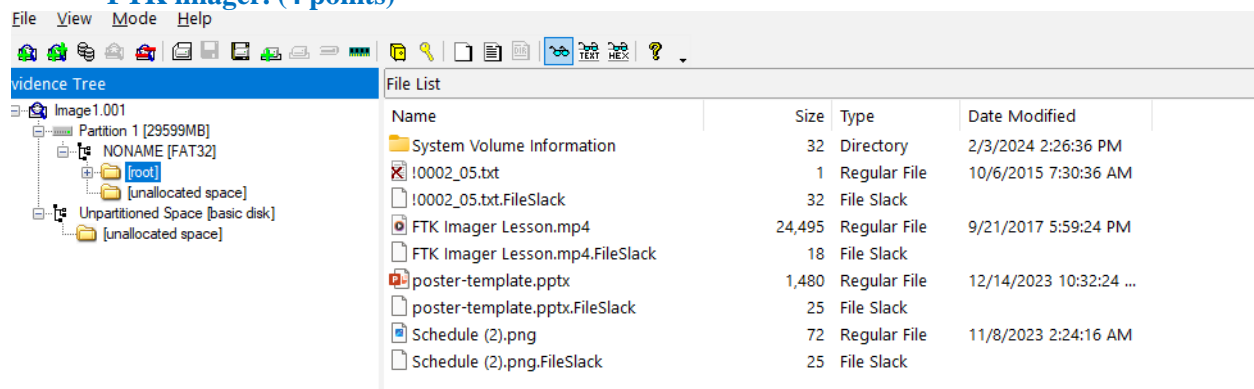 FTK imager. (4 points)
File View Mode Help
TEXT HEX
vidence Tree
File List
Image1.001
Partition 1 [29599MB]
NONAME [FAT32]
[root]
[unallocated space]
Unpartitioned Space [basic disk]
[unallocated space]
Name Size Type Date Modified
System Volume Information 32 Directory 2/3/2024 2:26:36 PM
!0002_05.txt 1 Regular File 10/6/2015 7:30:36 AM
!0002_05.txt.FileSlack 32 File Slack
FTK Imager Lesson.mp4 24,495 Regular File 9/21/2017 5:59:24 PM
FTK Imager Lesson.mp4.FileSlack 18 File Slack
poster-template.pptx 1,480 Regular File 12/14/2023 10:32:24 ...
poster-template.pptx.FileSlack 25 File Slack
Schedule (2).png 72 Regular File 11/8/2023 2:24:16 AM
Schedule (2).png.FileSlack 25 File Slack